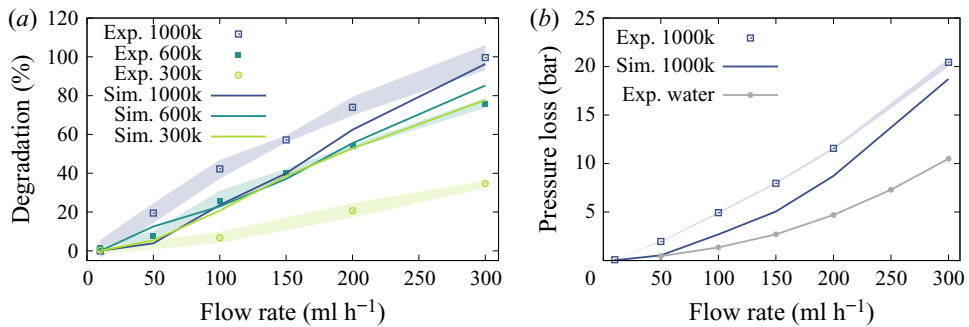 (a)
Exp. 1000k
Exp. 600k
Exp. 300k
Sim. 1000k
Sim. 600k
Sim. 300k
Degradation (%)
120
100
80
60
40
20
0
0 50 100 150 200 250 300
Flow rate (ml h⁻¹)
(b)
Exp. 1000k
Sim. 1000k
Exp. water
Pressure loss (bar)
25
20
15
10
5
0
0 50 100 150 200 250 300
Flow rate (ml h⁻¹)